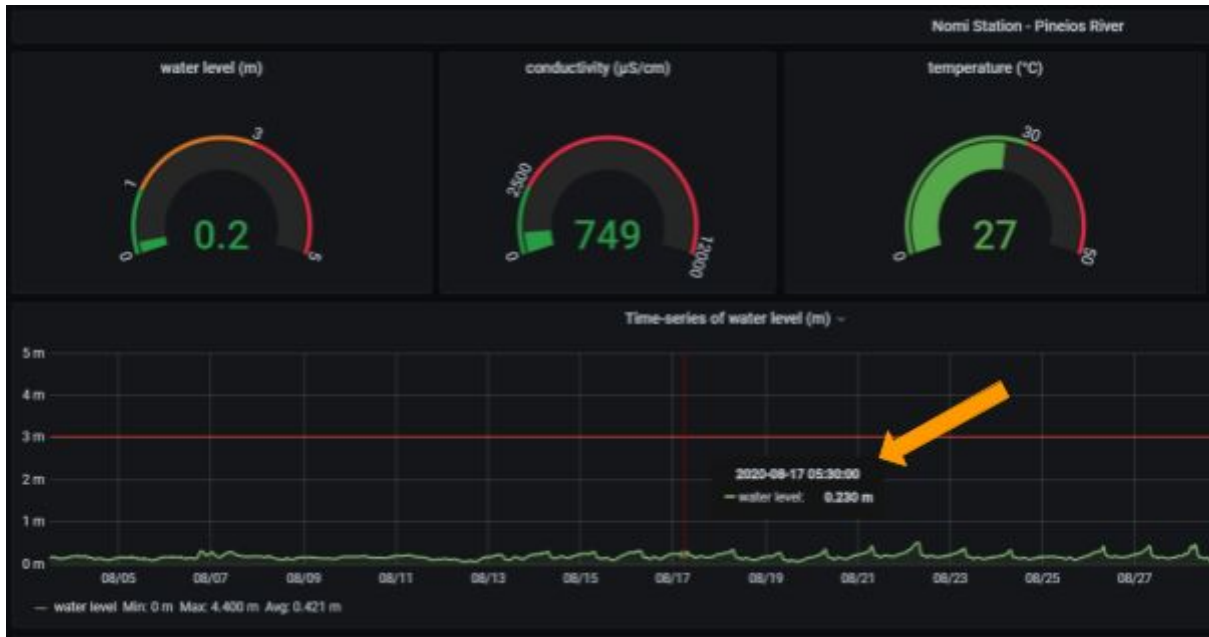 Nomi Station - Pineios River
water level (m)
0
1
3
5
0.2
conductivity (μS/cm)
0
2500
12000
749
temperature (°C)
0
30
50
27
Time-series of water level (m)
5 m
4 m
3 m
2 m
1 m
0 m
2020-08-17 05:30:00
water level: 0.230 m
08/05 08/07 08/09 08/11 08/13 08/15 08/17 08/19 08/21 08/23 08/25 08/27
water level Min: 0 m Max: 4.400 m Avg: 0.421 m